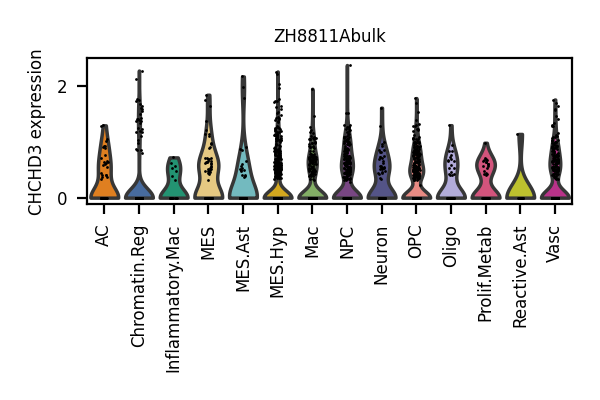 ZH8811Abulk
CHCHD3 expression
2
0
AC
Chromatin.Reg
Inflammatory.Mac
MES
MES.Ast
MES.Hyp
Mac
NPC
Neuron
OPC
Oligo
Prolif.Metab
Reactive.Ast
Vasc